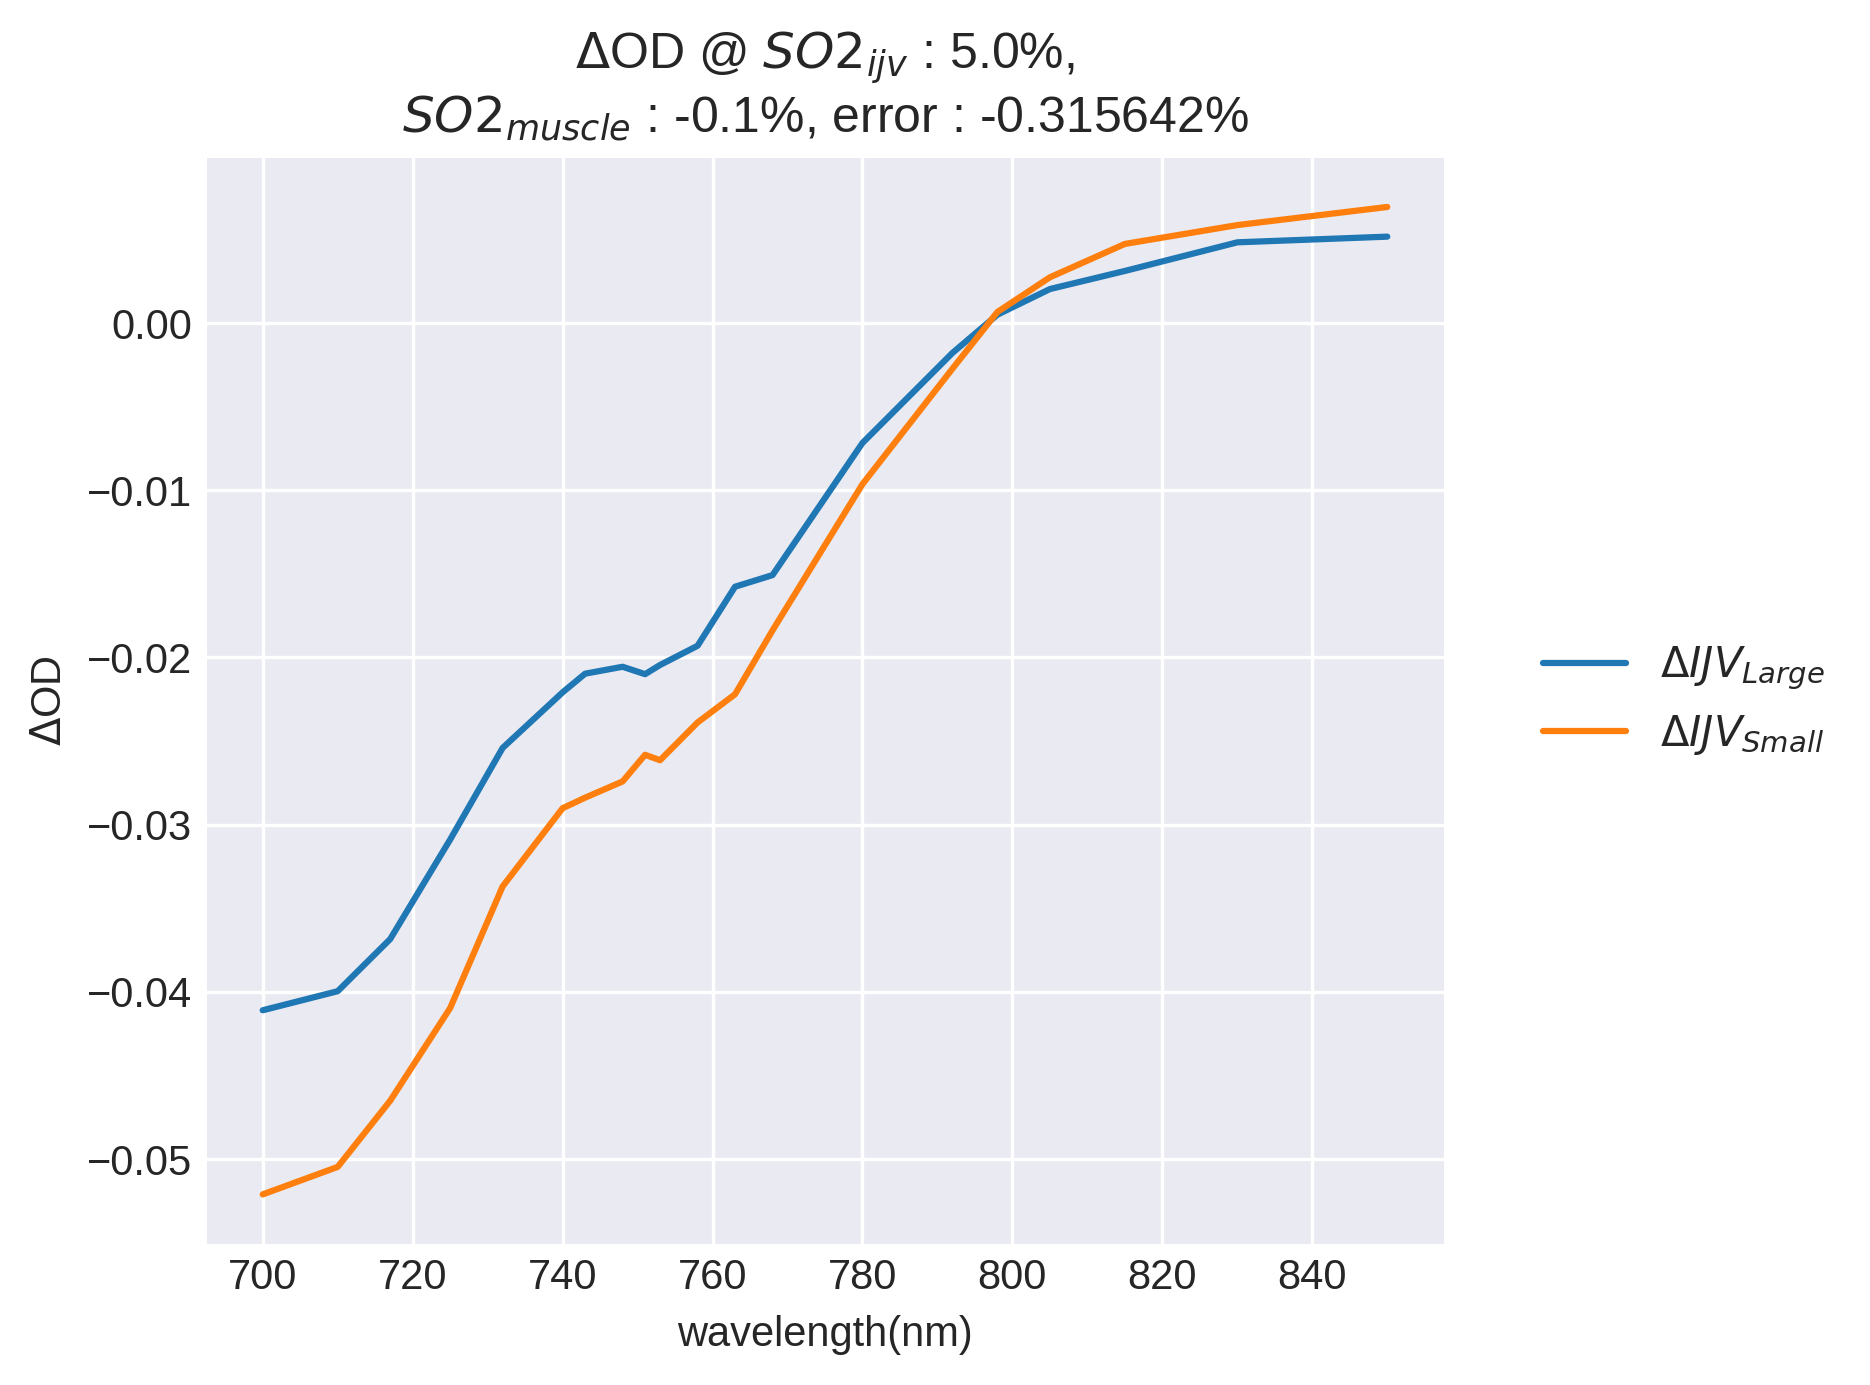 ΔOD @ SO2ijv : 5.0%,
SO2muscle : -0.1%, error : -0.315642%
ΔOD
0.00
−0.01
−0.02
−0.03
−0.04
−0.05
700 720 740 760 780 800 820 840
wavelength(nm)
ΔIJVLarge
ΔIJVSmall